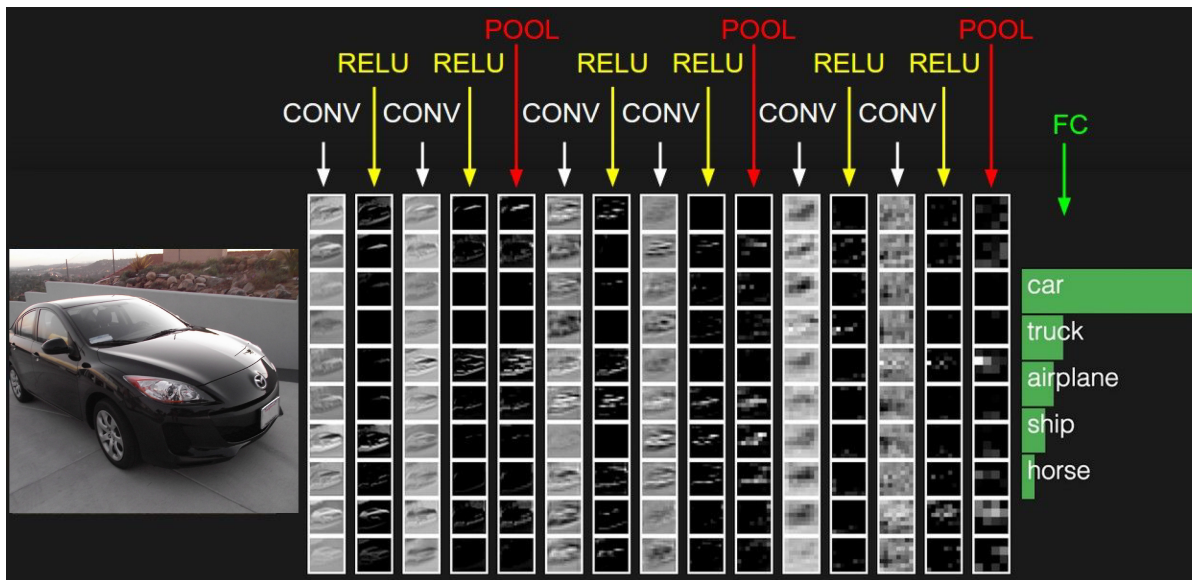 POOL POOL POOL
RELU RELU RELU RELU RELU RELU
CONV CONV CONV CONV CONV CONV FC
car
truck
airplane
ship
horse